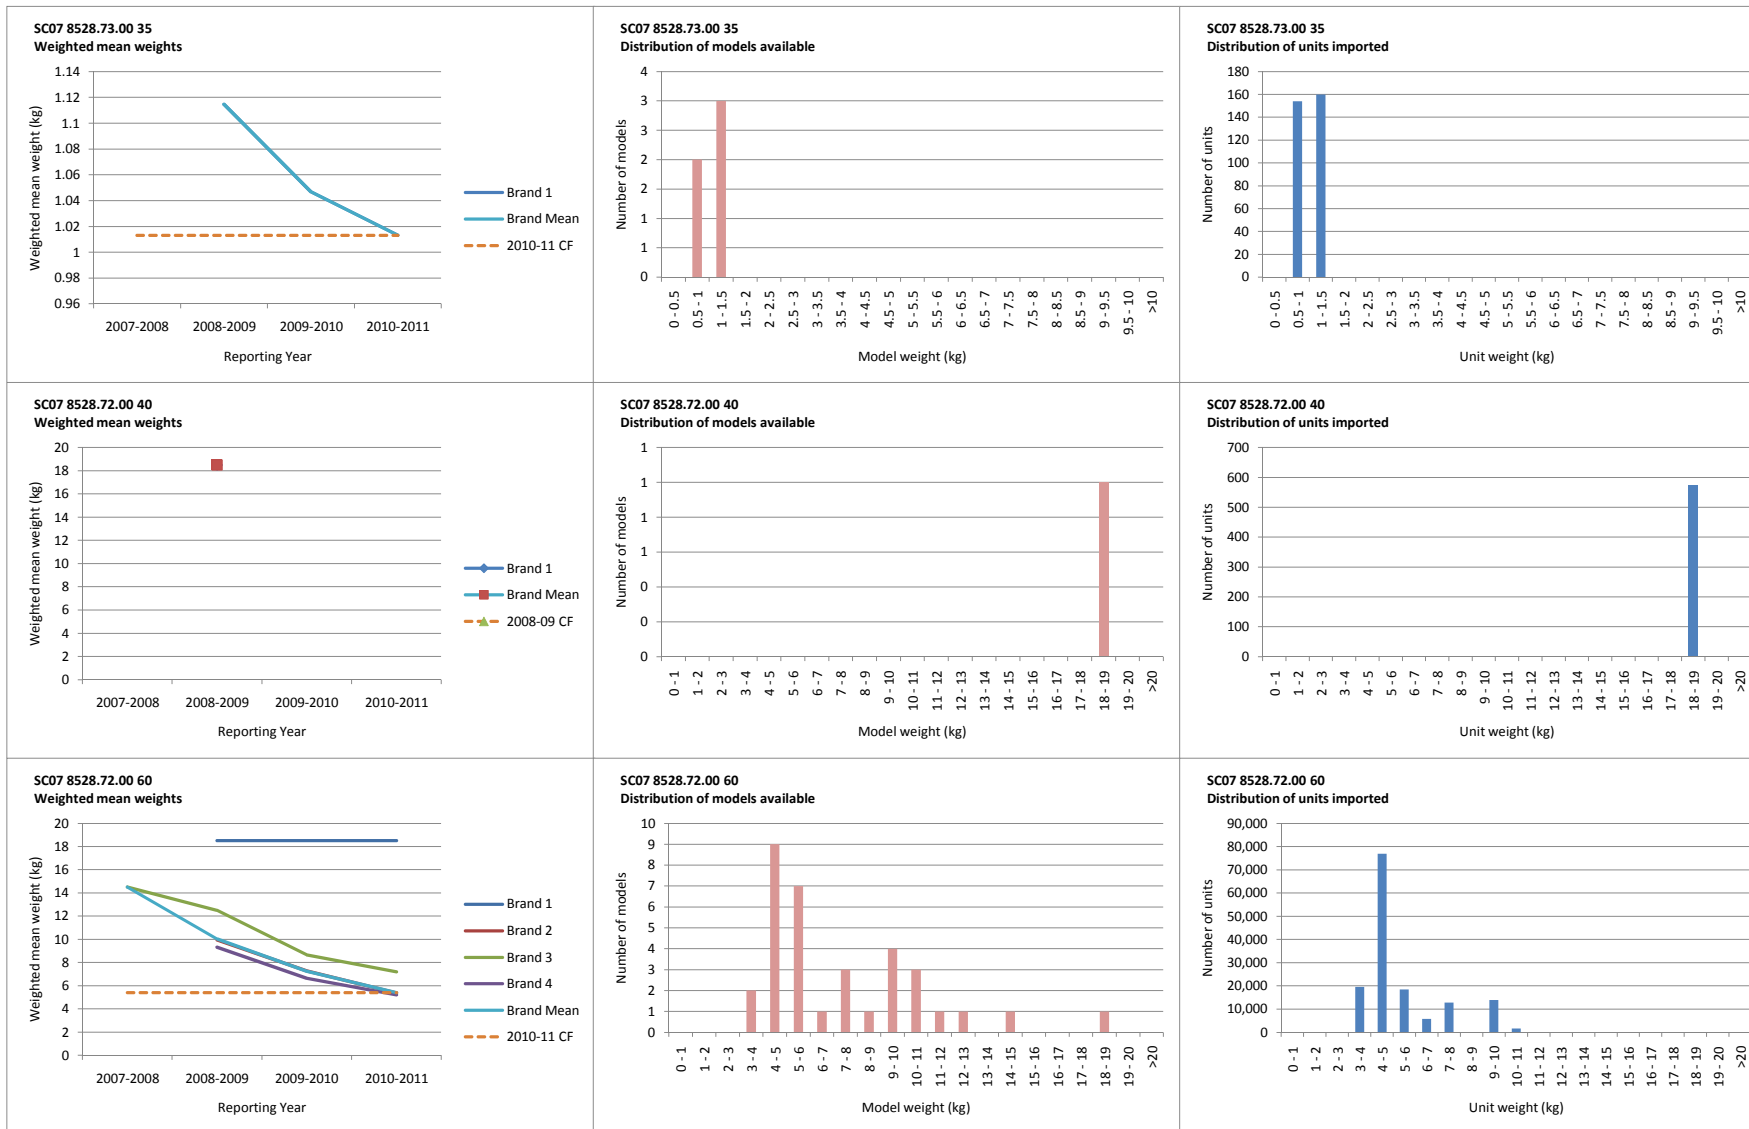 SC07 8528.73.00 35
Weighted mean weights
1.14
1.12
1.1
1.08
1.06
1.04
1.02
1
0.98
0.96
Weighted mean weight (kg)
2007-2008 2008-2009 2009-2010 2010-2011
Reporting Year
Brand 1
Brand Mean
2010-11 CF
SC07 8528.73.00 35
Distribution of models available
4
3
3
2
2
1
1
0
Number of models
0 - 0.5
0.5 - 1
1 - 1.5
1.5 - 2
2 - 2.5
2.5 - 3
3 - 3.5
3.5 - 4
4 - 4.5
4.5 - 5
5 - 5.5
5.5 - 6
6 - 6.5
6.5 - 7
7 - 7.5
7.5 - 8
8 - 8.5
8.5 - 9
9 - 9.5
9.5 - 10
>10
Model weight (kg)
SC07 8528.73.00 35
Distribution of units imported
180
160
140
120
100
80
60
40
20
0
Number of units
0 - 0.5
0.5 - 1
1 - 1.5
1.5 - 2
2 - 2.5
2.5 - 3
3 - 3.5
3.5 - 4
4 - 4.5
4.5 - 5
5 - 5.5
5.5 - 6
6 - 6.5
6.5 - 7
7 - 7.5
7.5 - 8
8 - 8.5
8.5 - 9
9 - 9.5
9.5 - 10
>10
Unit weight (kg)
SC07 8528.72.00 40
Weighted mean weights
20
18
16
14
12
10
8
6
4
2
0
Weighted mean weight (kg)
2007-2008 2008-2009 2009-2010 2010-2011
Reporting Year
Brand 1
Brand Mean
2008-09 CF
SC07 8528.72.00 40
Distribution of models available
1
1
1
1
0
0
0
Number of models
0 - 1
1 - 2
2 - 3
3 - 4
4 - 5
5 - 6
6 - 7
7 - 8
8 - 9
9 - 10
10 - 11
11 - 12
12 - 13
13 - 14
14 - 15
15 - 16
16 - 17
17 - 18
18 - 19
19 - 20
>20
Model weight (kg)
SC07 8528.72.00 40
Distribution of units imported
700
600
500
400
300
200
100
0
Number of units
0 - 1
1 - 2
2 - 3
3 - 4
4 - 5
5 - 6
6 - 7
7 - 8
8 - 9
9 - 10
10 - 11
11 - 12
12 - 13
13 - 14
14 - 15
15 - 16
16 - 17
17 - 18
18 - 19
19 - 20
>20
Unit weight (kg)
SC07 8528.72.00 60
Weighted mean weights
20
18
16
14
12
10
8
6
4
2
0
Weighted mean weight (kg)
2007-2008 2008-2009 2009-2010 2010-2011
Reporting Year
Brand 1
Brand 2
Brand 3
Brand 4
Brand Mean
2010-11 CF
SC07 8528.72.00 60
Distribution of models available
10
9
8
7
6
5
4
3
2
1
0
Number of models
0 - 1
1 - 2
2 - 3
3 - 4
4 - 5
5 - 6
6 - 7
7 - 8
8 - 9
9 - 10
10 - 11
11 - 12
12 - 13
13 - 14
14 - 15
15 - 16
16 - 17
17 - 18
18 - 19
19 - 20
>20
Model weight (kg)
SC07 8528.72.00 60
Distribution of units imported
90,000
80,000
70,000
60,000
50,000
40,000
30,000
20,000
10,000
0
Number of units
0 - 1
1 - 2
2 - 3
3 - 4
4 - 5
5 - 6
6 - 7
7 - 8
8 - 9
9 - 10
10 - 11
11 - 12
12 - 13
13 - 14
14 - 15
15 - 16
16 - 17
17 - 18
18 - 19
19 - 20
>20
Unit weight (kg)